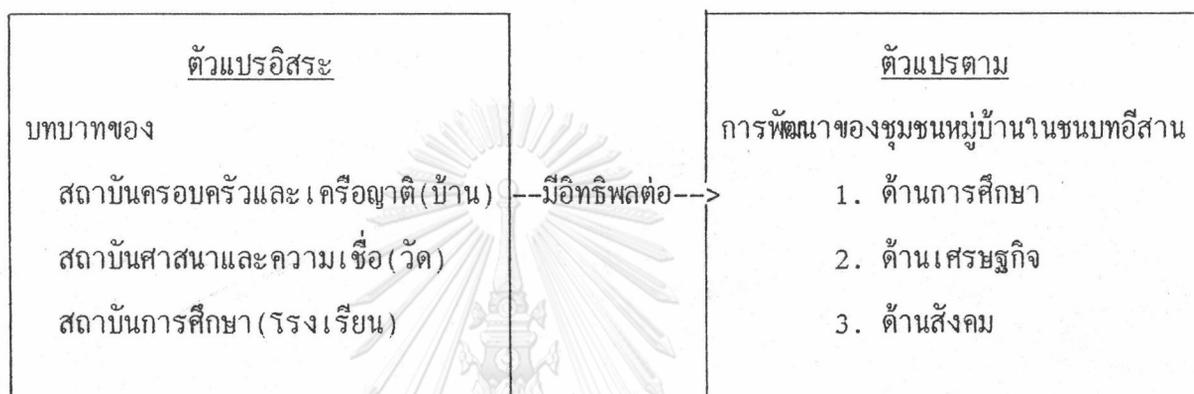 ตัวแปรอิสระ
บทบาทของ
สถาบันครอบครัวและเครือญาติ(บ้าน)
สถาบันศาสนาและความเชื่อ(วัด)
สถาบันการศึกษา(โรงเรียน)
--มีอิทธิพลต่อ-->
ตัวแปรตาม
การพัฒนาของชุมชนหมู่บ้านในชนบทอีสาน
1. ด้านการศึกษา
2. ด้านเศรษฐกิจ
3. ด้านสังคม